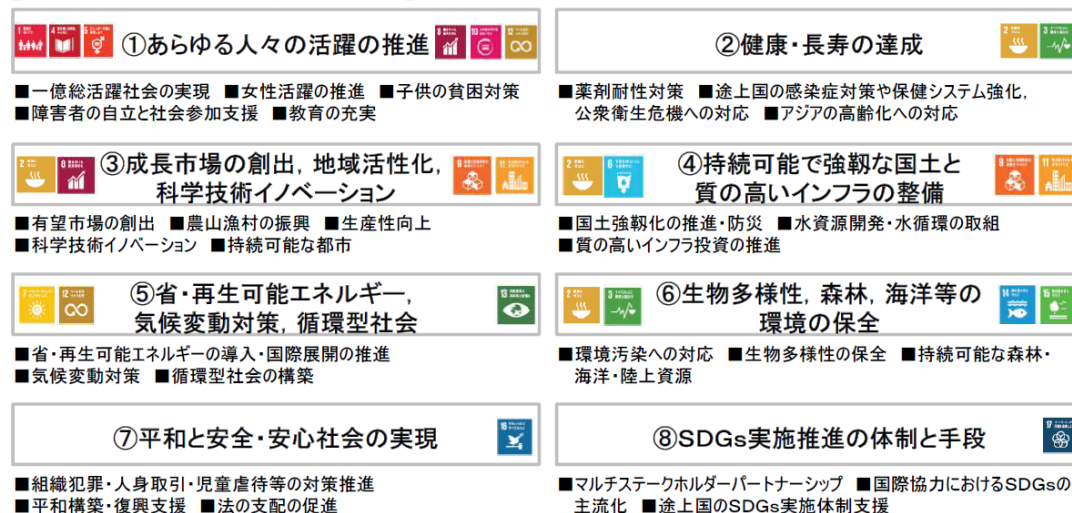 ①あらゆる人々の活躍の推進
■一億総活躍社会の実現 ■女性活躍の推進 ■子供の貧困対策
■障害者の自立と社会参加支援 ■教育の充実
②健康・長寿の達成
■薬剤耐性対策 ■途上国の感染症対策や保健システム強化,
公衆衛生危機への対応 ■アジアの高齢化への対応
③成長市場の創出, 地域活性化,
科学技術イノベーション
■有望市場の創出 ■農山漁村の振興 ■生産性向上
■科学技術イノベーション ■持続可能な都市
④持続可能で強靱な国土と
質の高いインフラの整備
■国土強靱化の推進・防災 ■水資源開発・水循環の取組
■質の高いインフラ投資の推進
⑤省・再生可能エネルギー,
気候変動対策, 循環型社会
■省・再生可能エネルギーの導入・国際展開の推進
■気候変動対策 ■循環型社会の構築
⑥生物多様性, 森林, 海洋等の
環境の保全
■環境汚染への対応 ■生物多様性の保全 ■持続可能な森林・
海洋・陸上資源
⑦平和と安全・安心社会の実現
■組織犯罪・人身取引・児童虐待等の対策推進
■平和構築・復興支援 ■法の支配の促進
⑧SDGs実施推進の体制と手段
■マルチステークホルダーパートナーシップ ■国際協力におけるSDGsの
主流化 ■途上国のSDGs実施体制支援